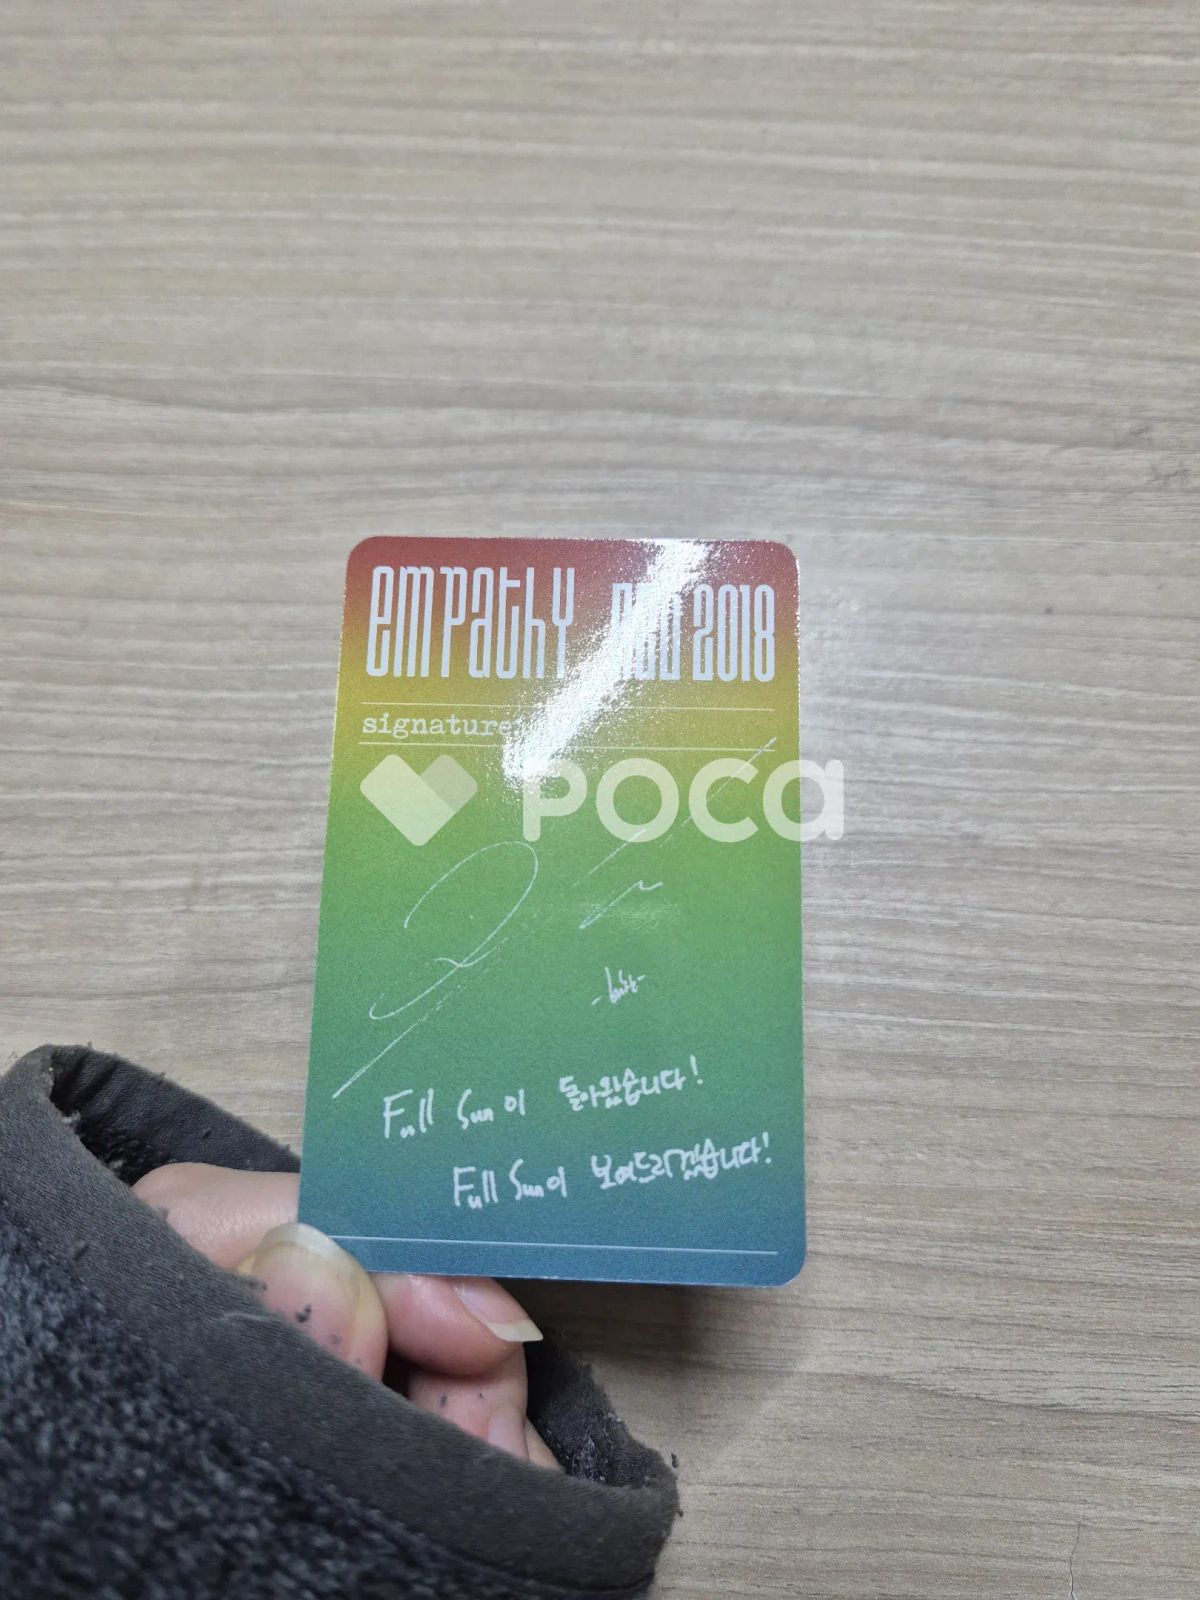 empathy NCT 2018
signature:
POCA
Full Sun이 돌아왔습니다!
Full Sun이 보여드리겠습니다!